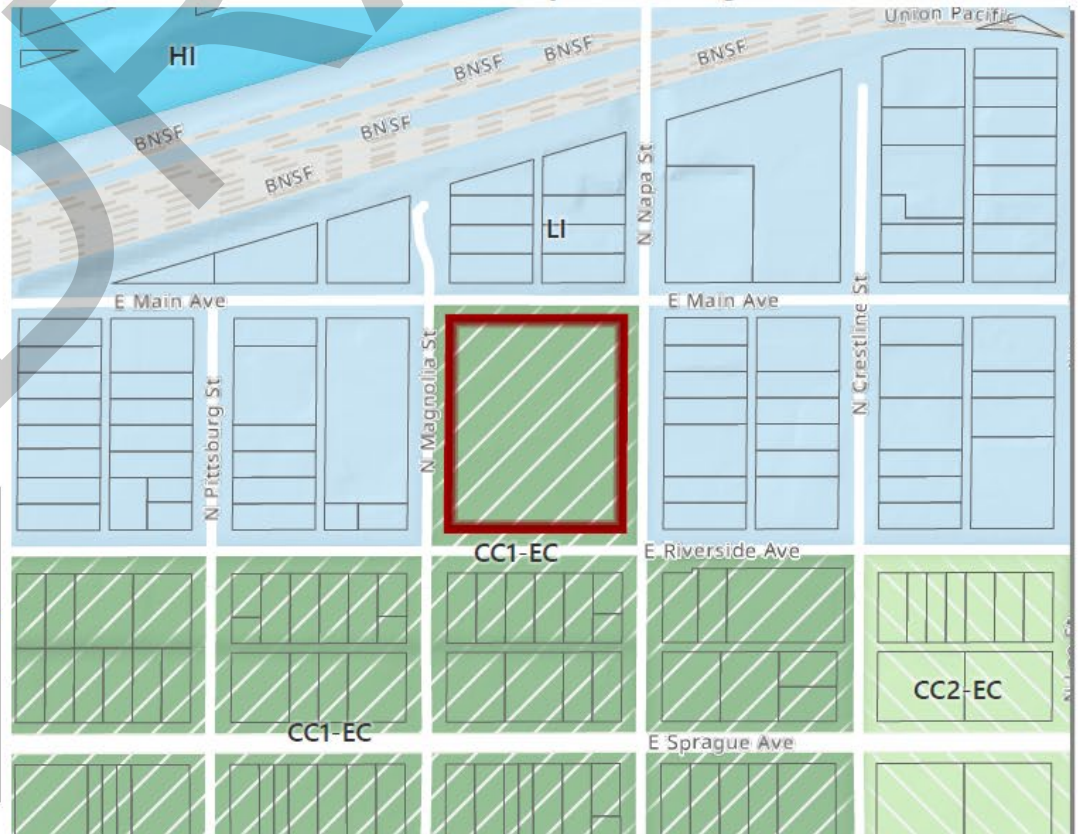 Union Pacific
HI
BNSF
BNSF
BNSF
BNSF
BNSF
BNSF
N Napa St
LI
E Main Ave
E Main Ave
N Pittsburg St
N Magnolia St
N Crestline St
CC1-EC
E Riverside Ave
CC2-EC
CC1-EC
E Sprague Ave